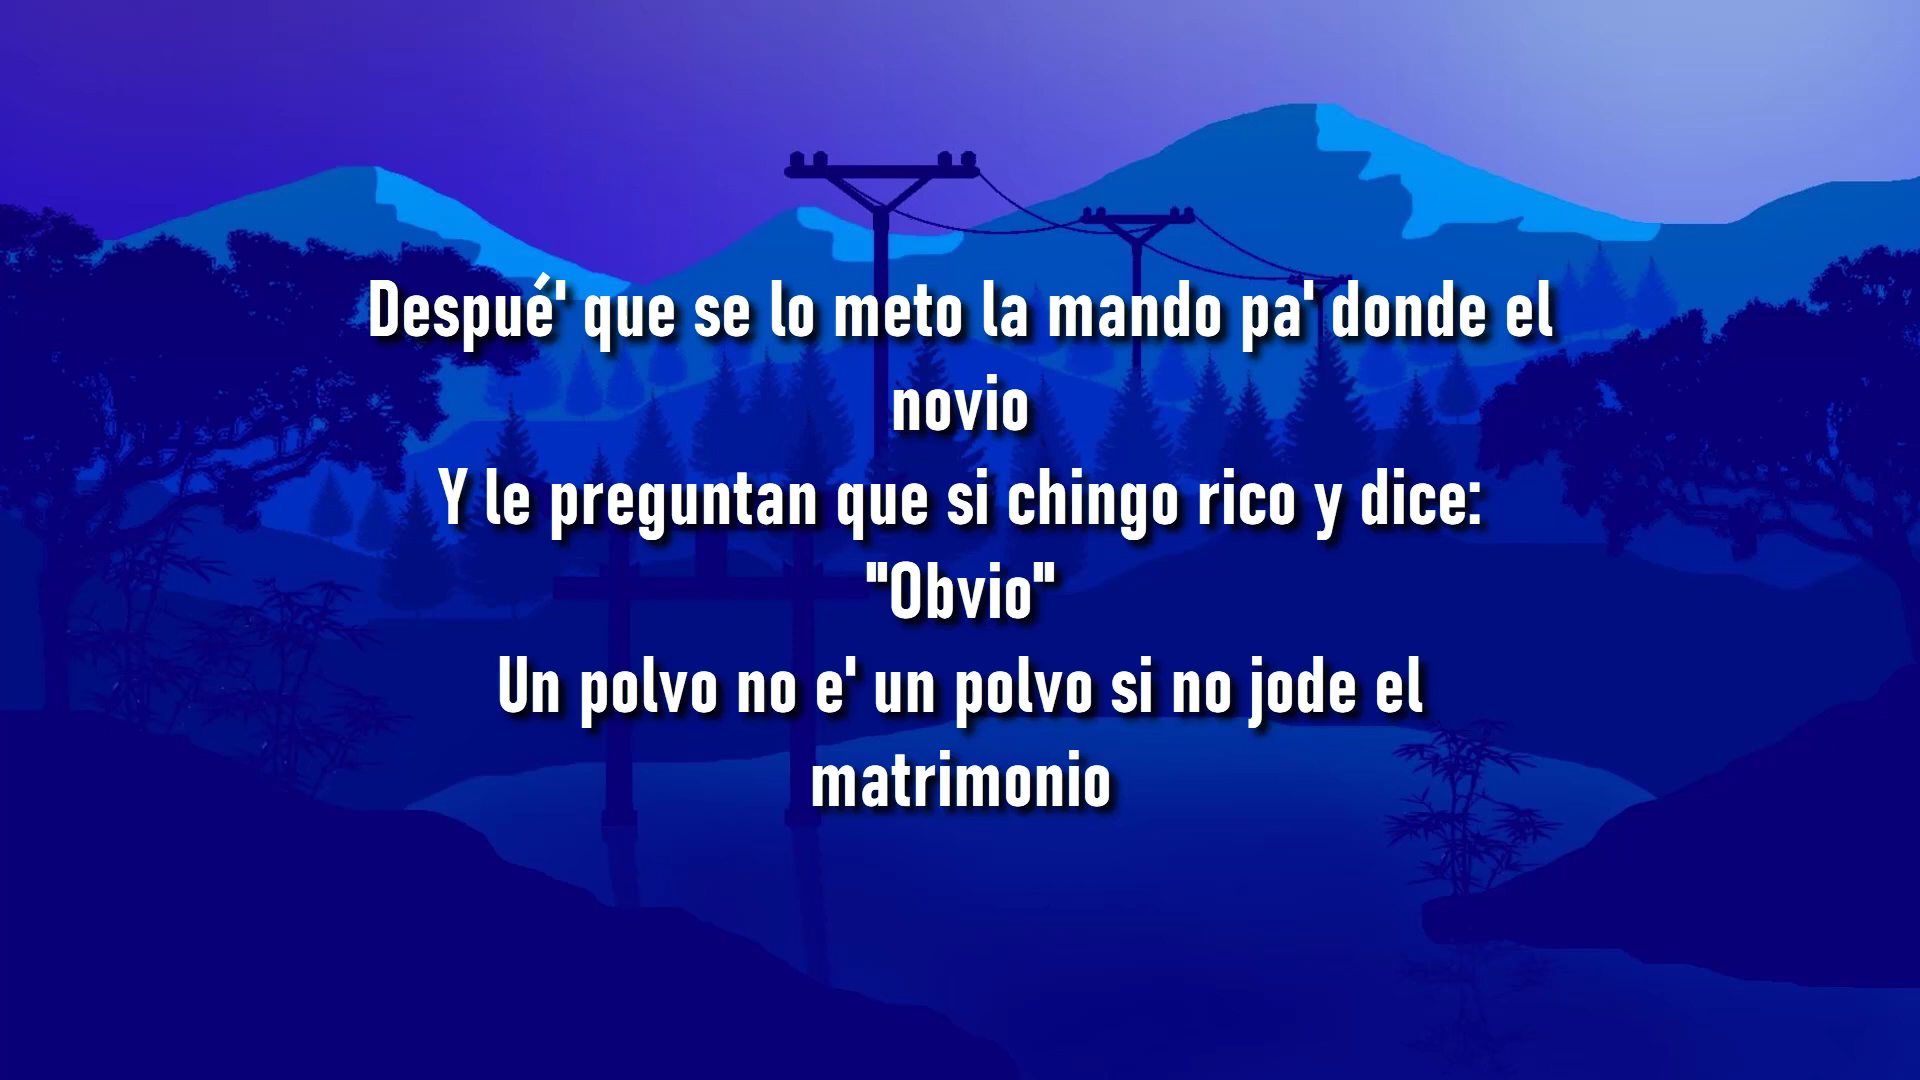 Despué' que se lo meto la mando pa' donde el
novio
Y le preguntan que si chingo rico y dice:
"Obvio"
Un polvo no e' un polvo si no jode el
matrimonio